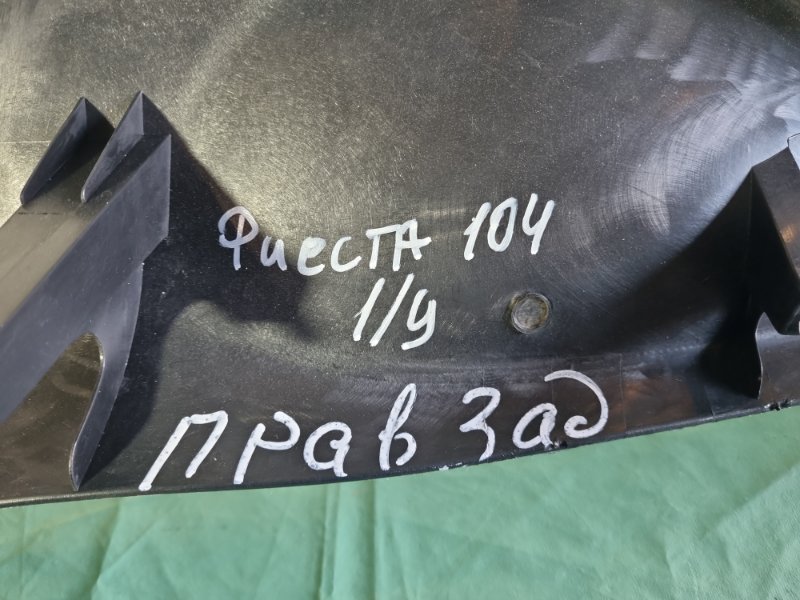 Фиеста 104
1/у
Прав зад